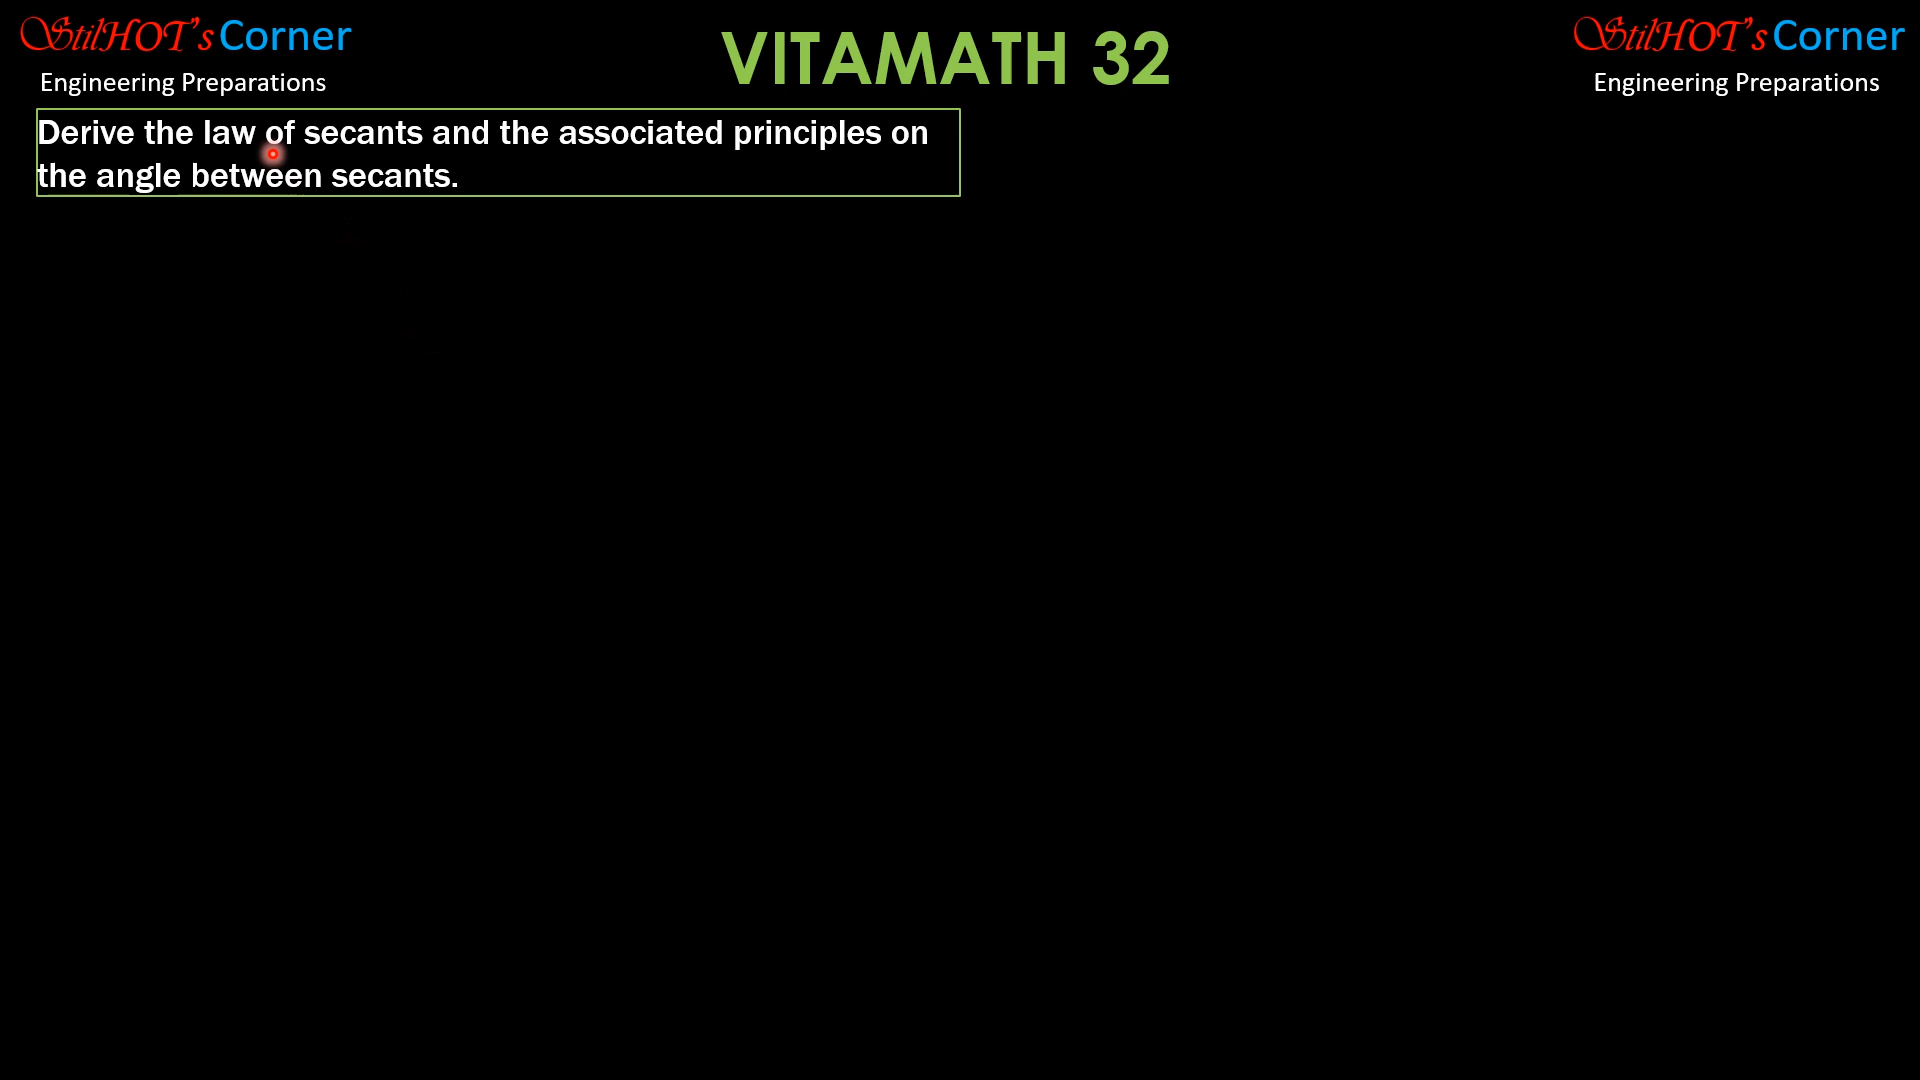 StilHOT's Corner
Engineering Preparations
VITAMATH 32
StilHOT's Corner
Engineering Preparations
Derive the law of secants and the associated principles on
the angle between secants.